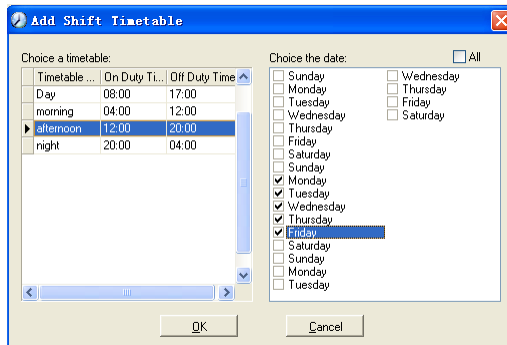 Add Shift Timetable
Choice a timetable:
Timetable ... On Duty Ti... Off Duty Time
Day 08:00 17:00
morning 04:00 12:00
afternoon 12:00 20:00
night 20:00 04:00
Choice the date: All
Sunday Wednesday
Monday Thursday
Tuesday Friday
Wednesday Saturday
Thursday
Friday
Saturday
Sunday
Monday
Tuesday
Wednesday
Thursday
Friday
Saturday
Sunday
Monday
Tuesday
OK Cancel